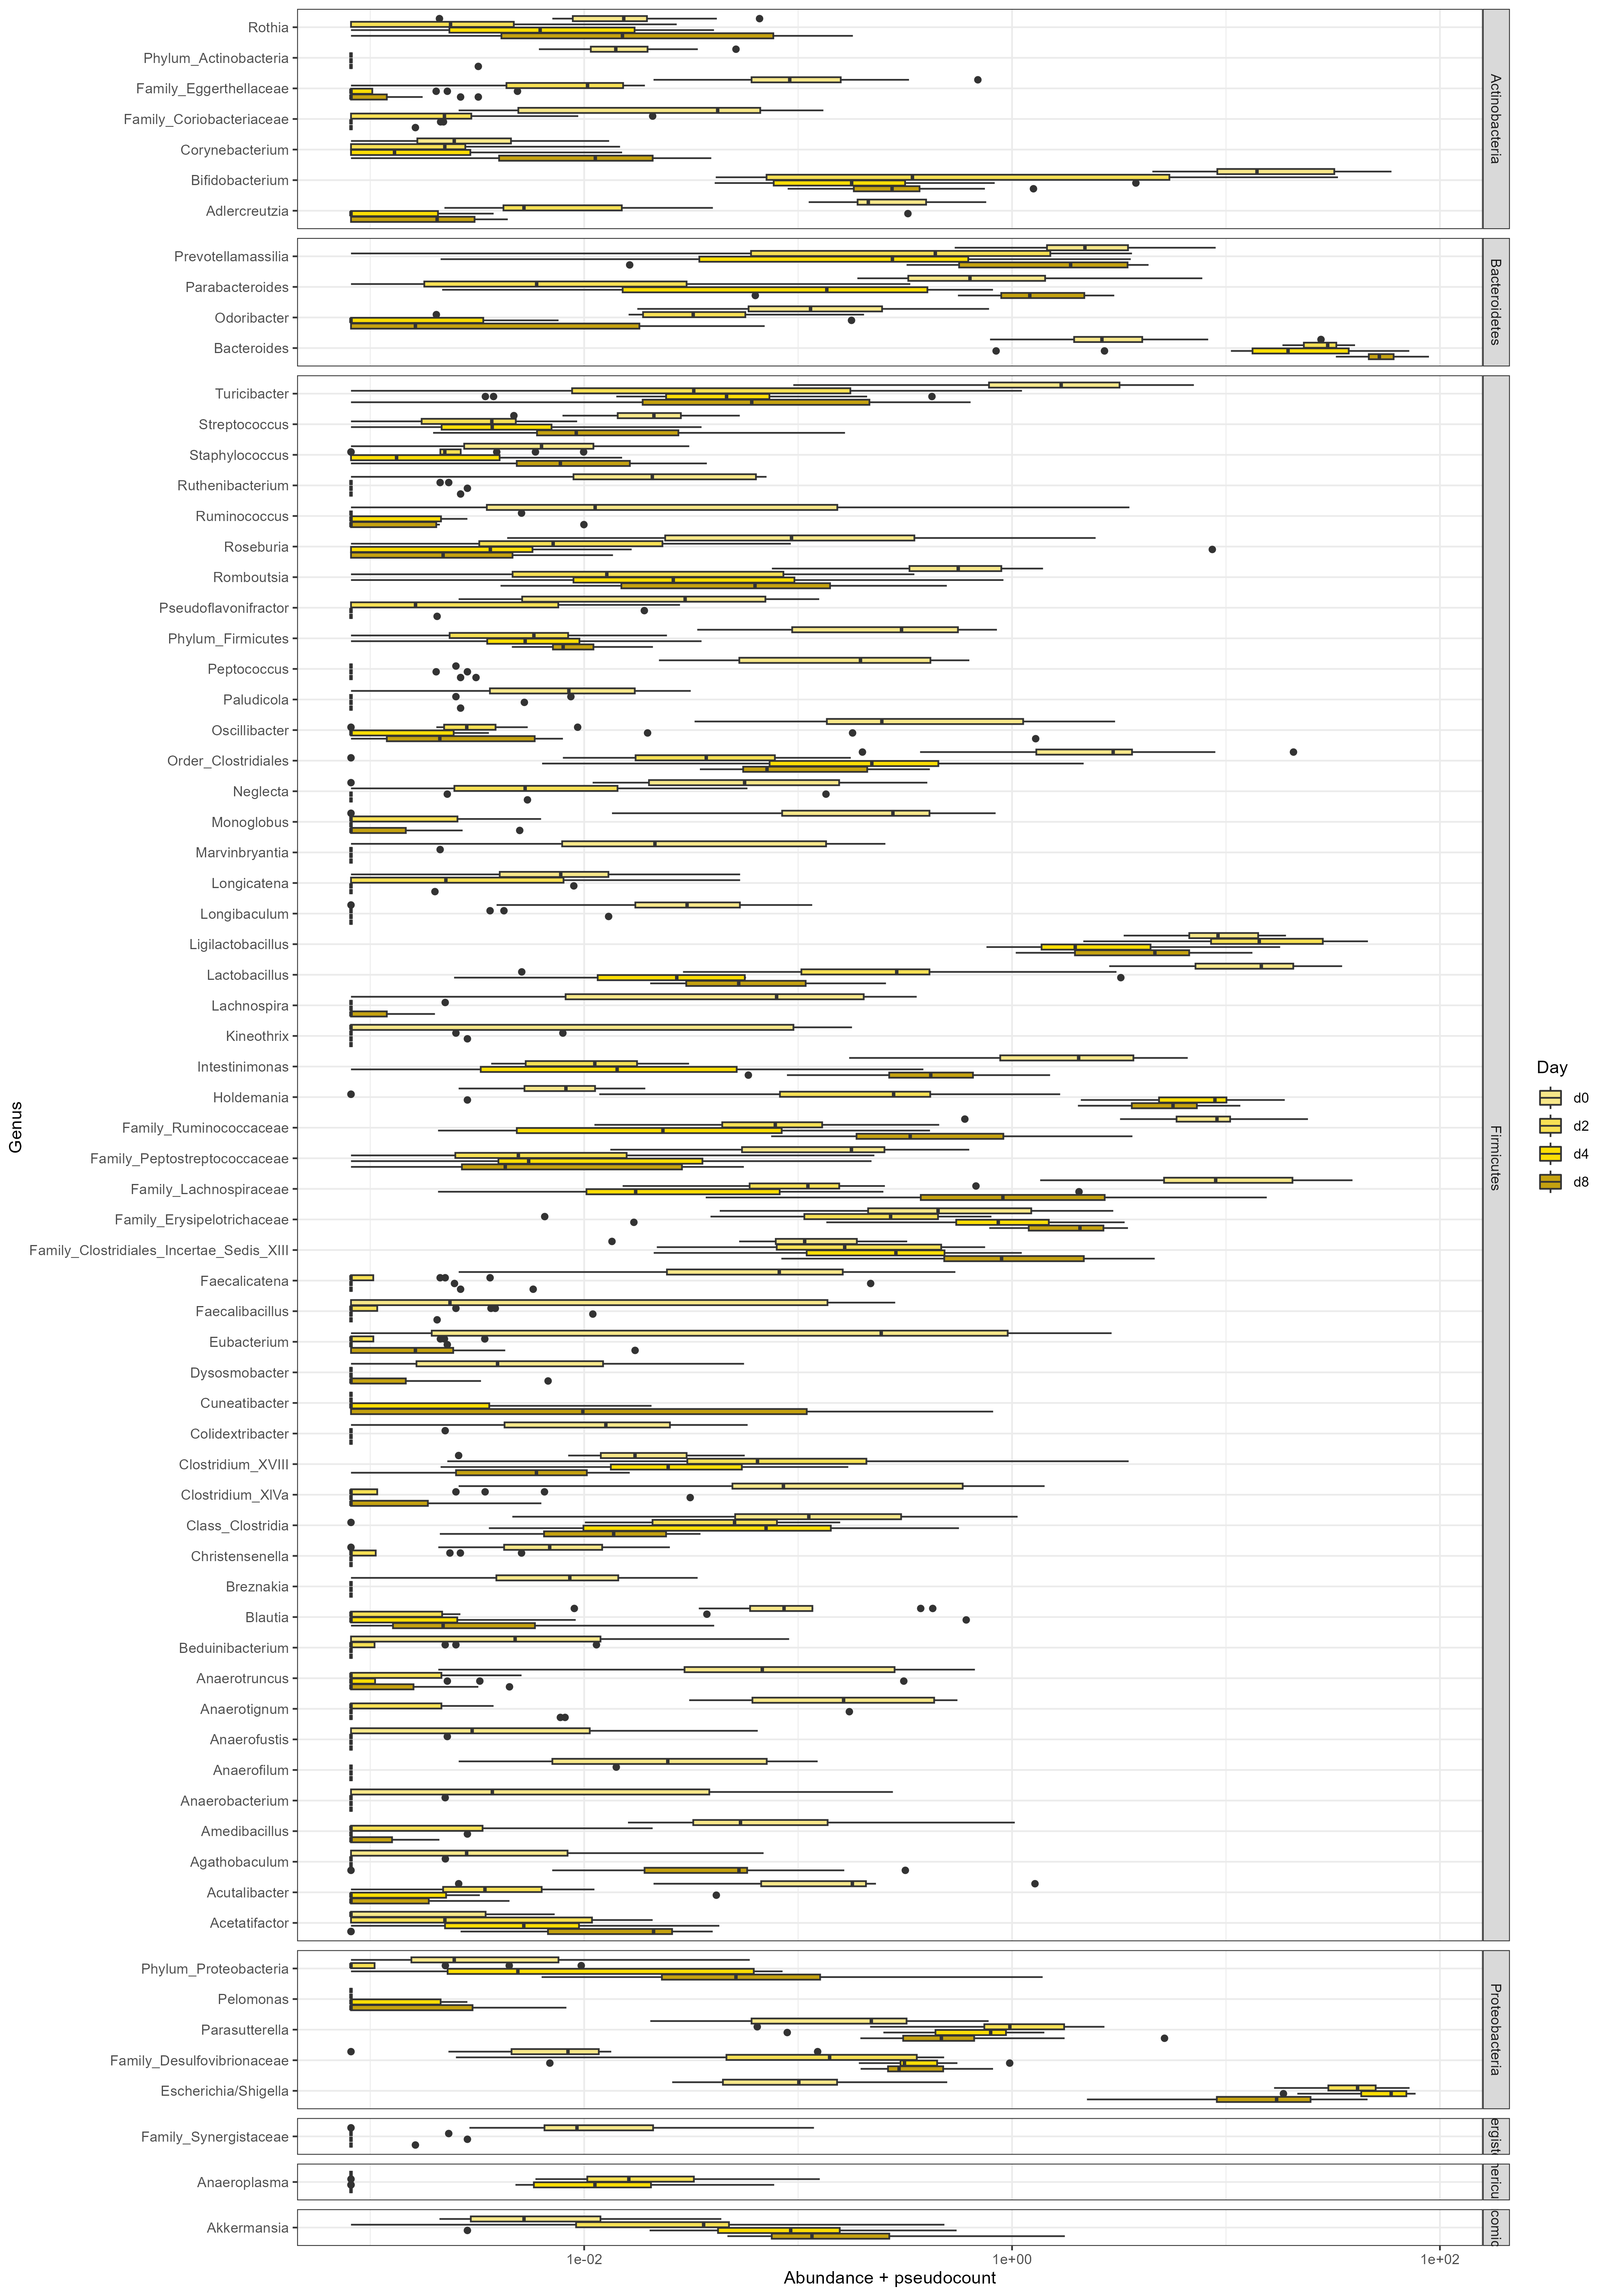 Rothia
Phylum_Actinobacteria
Family_Eggerthellaceae
Family_Coriobacteriaceae
Corynebacterium
Bifidobacterium
Adlercreutzia
Actinobacteria
Prevotellamassilia
Parabacteroides
Odoribacter
Bacteroides
Bacteroidetes
Turicibacter
Streptococcus
Staphylococcus
Ruthenibacterium
Ruminococcus
Roseburia
Romboutsia
Pseudoflavonifractor
Phylum_Firmicutes
Peptococcus
Paludicola
Oscillibacter
Order_Clostridiales
Neglecta
Monoglobus
Marvinbryantia
Longicatena
Longibaculum
Ligilactobacillus
Lactobacillus
Lachnospira
Kineothrix
Intestinimonas
Holdemania
Family_Ruminococcaceae
Family_Peptostreptococcaceae
Family_Lachnospiraceae
Family_Erysipelotrichaceae
Family_Clostridiales_Incertae_Sedis_XIII
Faecalicatena
Faecalibacillus
Eubacterium
Dysosmobacter
Cuneatibacter
Colidextribacter
Clostridium_XVIII
Clostridium_XlVa
Class_Clostridia
Christensenella
Breznakia
Blautia
Beduinibacterium
Anaerotruncus
Anaerotignum
Anaerofustis
Anaerofilum
Anaerobacterium
Amedibacillus
Agathobaculum
Acutalibacter
Acetatifactor
Firmicutes
Phylum_Proteobacteria
Pelomonas
Parasutterella
Family_Desulfovibrionaceae
Escherichia/Shigella
Proteobacteria
Family_Synergistaceae
Anaeroplasma
Akkermansia
1e-02
1e+00
1e+02
Abundance + pseudocount
Genus
Day
d0
d2
d4
d8